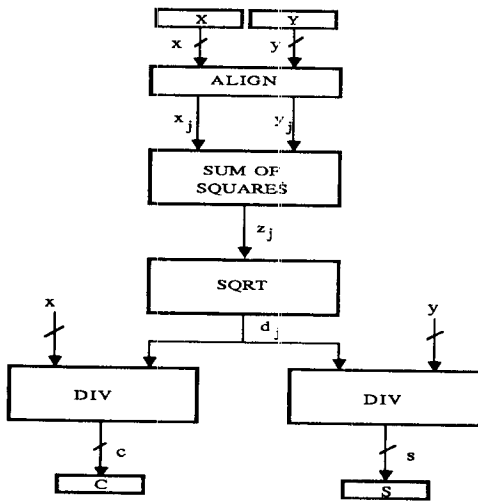 X Y
x y
ALIGN
x j y j
SUM OF
SQUARES
z j
SQRT
x d j y
DIV DIV
c s
C S